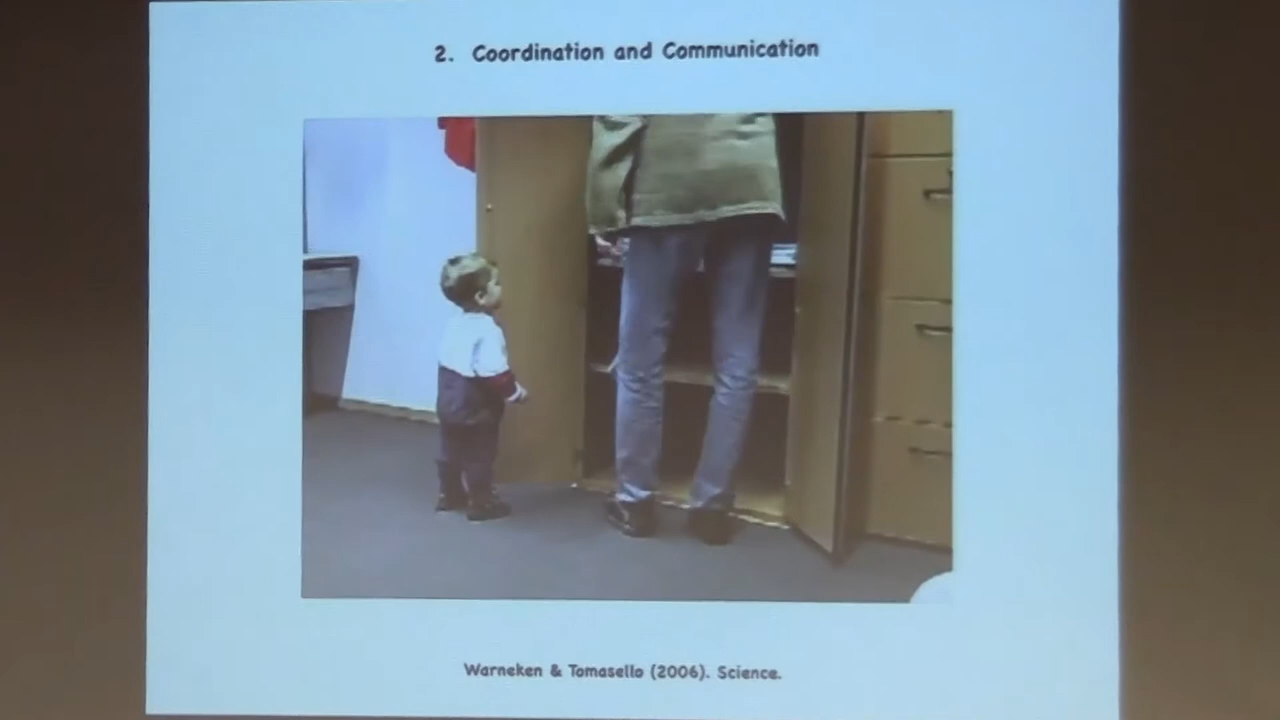 2. Coordination and Communication
Warneken & Tomasello (2006). Science.